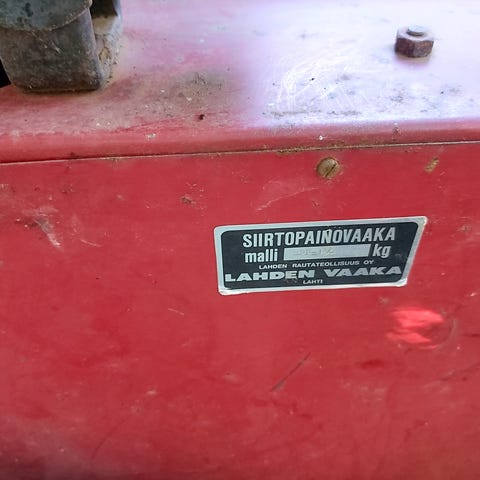 SIIRTOPAINOVAAKA
malli kg
LAHDEN RAUTATEOLLISUUS OY
LAHDEN VAAKA
LAHTI